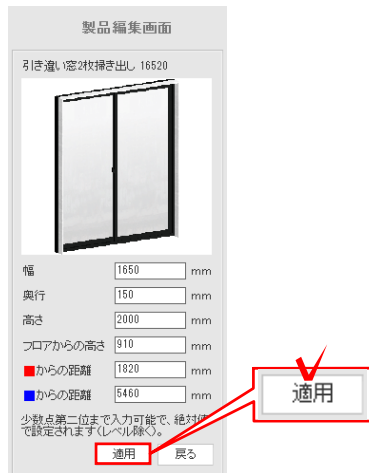 製品編集画面
引き違い窓2枚掃き出し 16520
幅 1650 mm
奥行 150 mm
高さ 2000 mm
フロアからの高さ 910 mm
■からの距離 1820 mm
■からの距離 5460 mm
少数点第二位まで入力可能で、絶対値
で設定されます(レベル除く)。
適用 戻る
適用